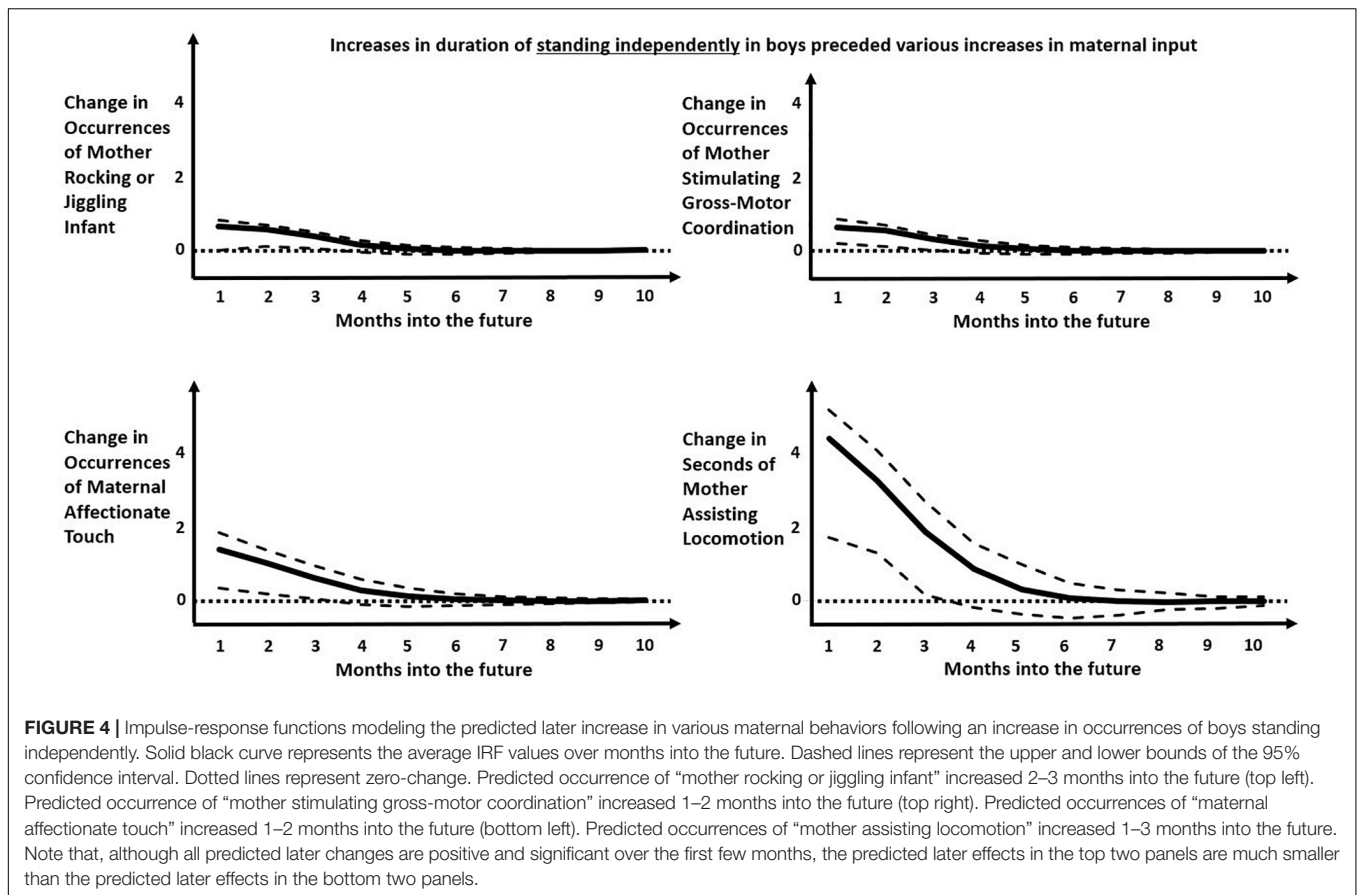 Increases in duration of standing independently in boys preceded various increases in maternal input
Change in
Occurrences
of Mother
Rocking or
Jiggling
Infant
4
2
0
1 2 3 4 5 6 7 8 9 10
Months into the future
Change in
Occurrences
of Mother
Stimulating
Gross-Motor
Coordination
4
2
0
1 2 3 4 5 6 7 8 9 10
Months into the future
Change in
Occurrences
of Maternal
Affectionate
Touch
4
2
0
1 2 3 4 5 6 7 8 9 10
Months into the future
Change in
Seconds of
Mother
Assisting
Locomotion
4
2
0
1 2 3 4 5 6 7 8 9 10
Months into the future
FIGURE 4 | Impulse-response functions modeling the predicted later increase in various maternal behaviors following an increase in occurrences of boys standing
independently. Solid black curve represents the average IRF values over months into the future. Dashed lines represent the upper and lower bounds of the 95%
confidence interval. Dotted lines represent zero-change. Predicted occurrence of “mother rocking or jiggling infant” increased 2–3 months into the future (top left).
Predicted occurrence of “mother stimulating gross-motor coordination” increased 1–2 months into the future (top right). Predicted occurrences of “maternal
affectionate touch” increased 1–2 months into the future (bottom left). Predicted occurrences of “mother assisting locomotion” increased 1–3 months into the future.
Note that, although all predicted later changes are positive and significant over the first few months, the predicted later effects in the top two panels are much smaller
than the predicted later effects in the bottom two panels.